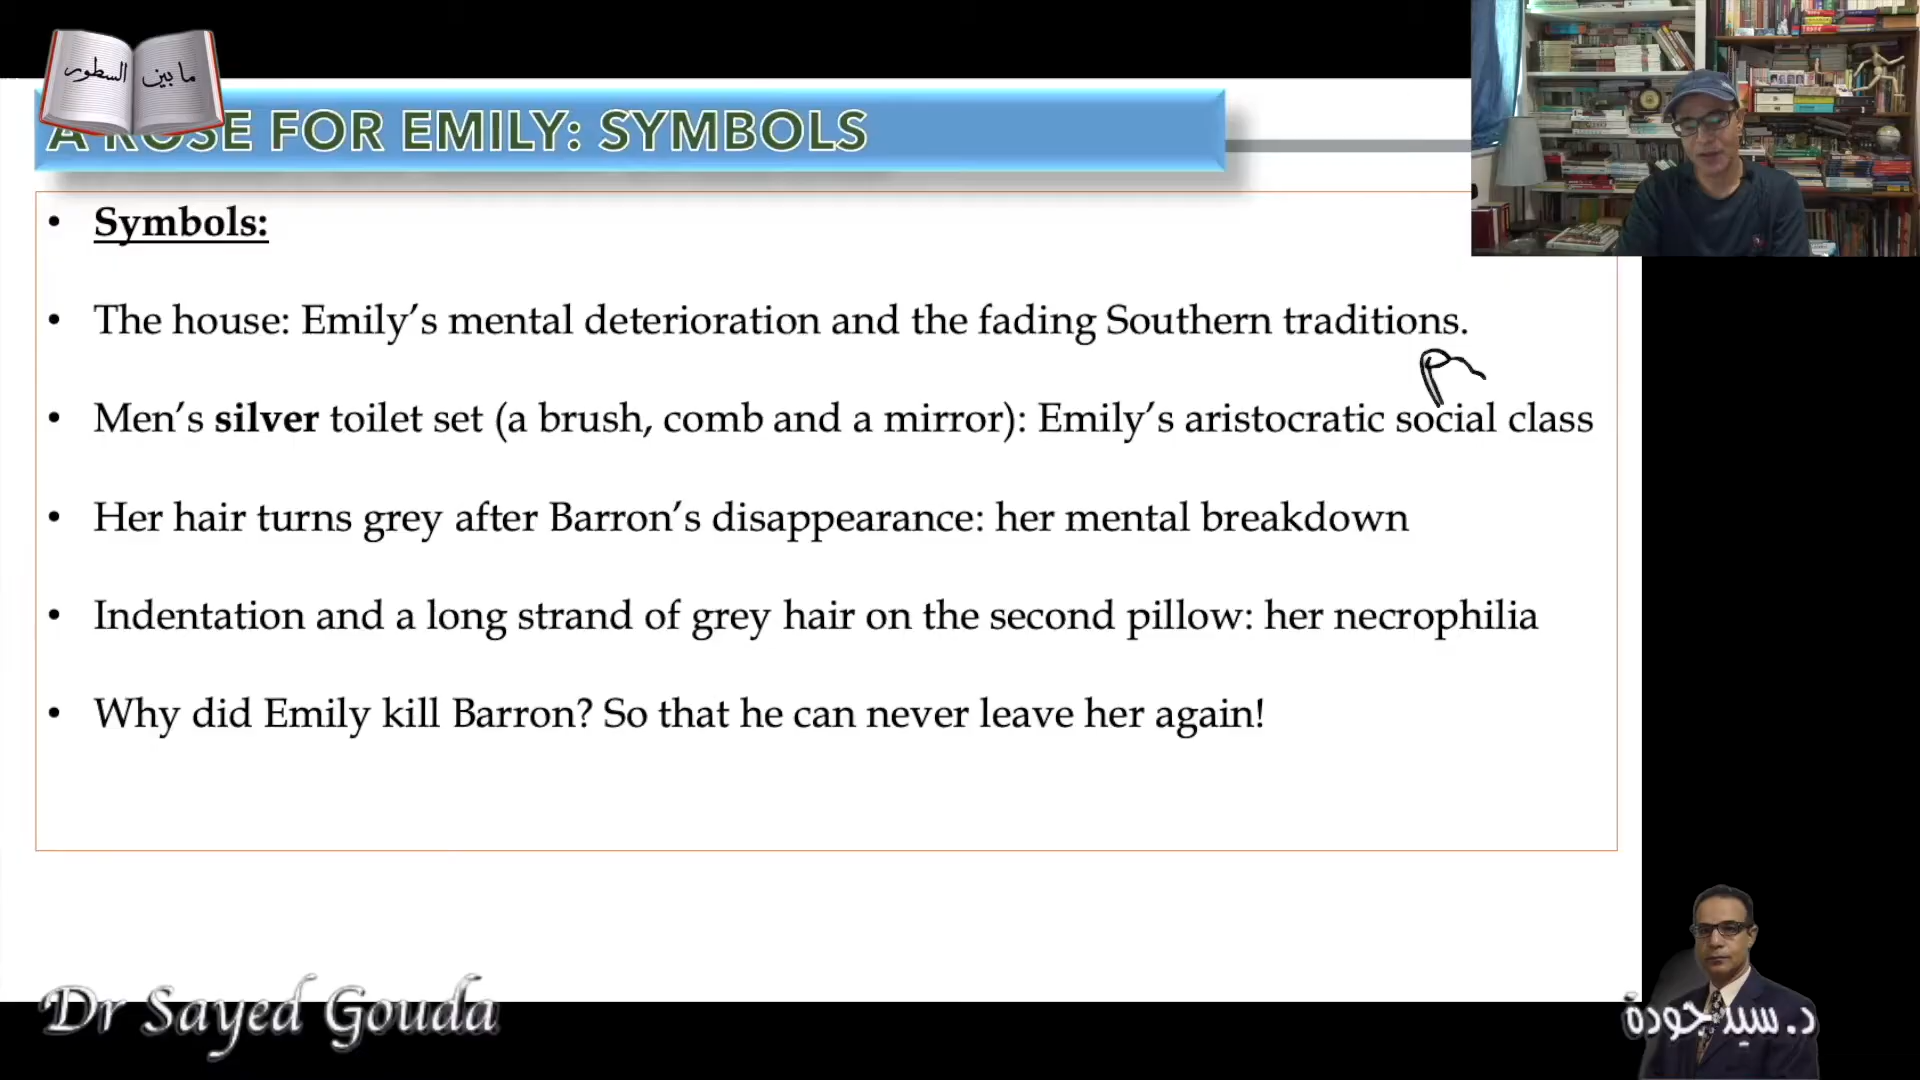 ما بين السطور
A ROSE FOR EMILY: SYMBOLS
• Symbols:
• The house: Emily’s mental deterioration and the fading Southern traditions.
• Men’s silver toilet set (a brush, comb and a mirror): Emily’s aristocratic social class
• Her hair turns grey after Barron’s disappearance: her mental breakdown
• Indentation and a long strand of grey hair on the second pillow: her necrophilia
• Why did Emily kill Barron? So that he can never leave her again!
Dr Sayed Gouda
د. سيد جودة